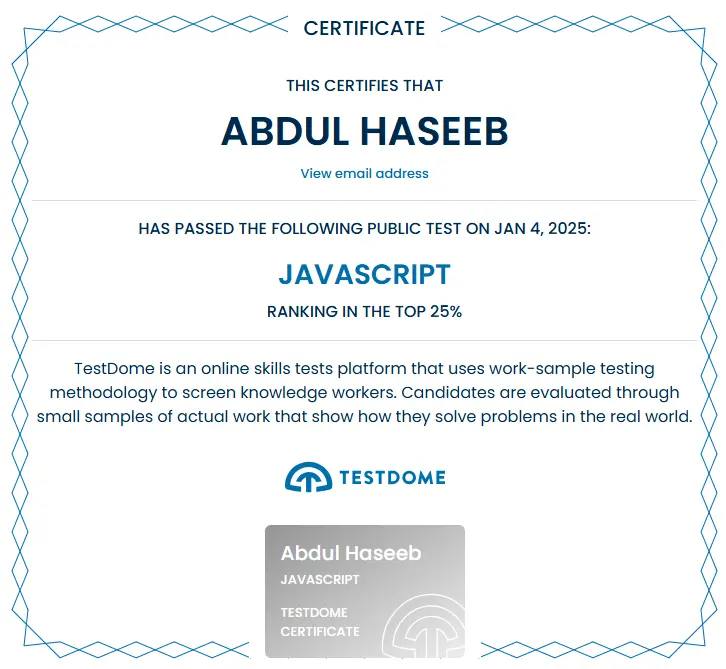 CERTIFICATE
THIS CERTIFIES THAT
ABDUL HASEEB
View email address
HAS PASSED THE FOLLOWING PUBLIC TEST ON JAN 4, 2025:
JAVASCRIPT
RANKING IN THE TOP 25%
TestDome is an online skills tests platform that uses work-sample testing
methodology to screen knowledge workers. Candidates are evaluated through
small samples of actual work that show how they solve problems in the real world.
TESTDOME
Abdul Haseeb
JAVASCRIPT
TESTDOME
CERTIFICATE